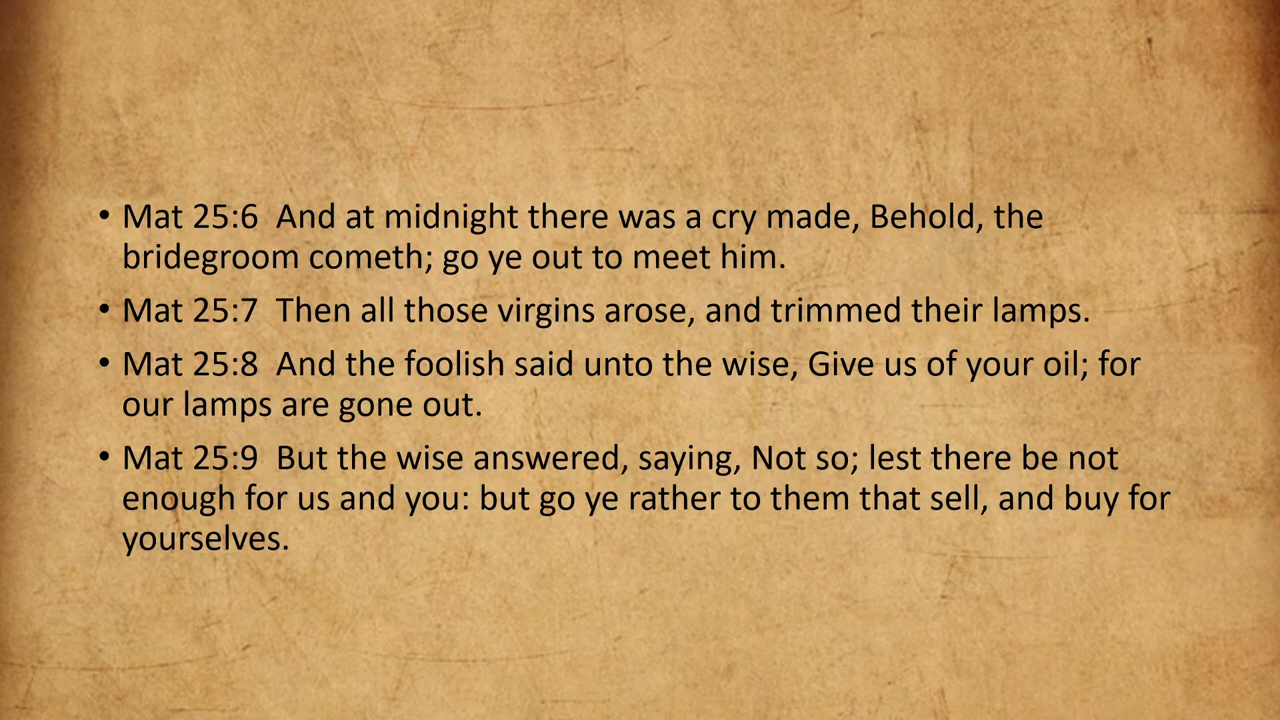 • Mat 25:6  And at midnight there was a cry made, Behold, the
bridegroom cometh; go ye out to meet him.
• Mat 25:7  Then all those virgins arose, and trimmed their lamps.
• Mat 25:8  And the foolish said unto the wise, Give us of your oil; for
our lamps are gone out.
• Mat 25:9  But the wise answered, saying, Not so; lest there be not
enough for us and you: but go ye rather to them that sell, and buy for
yourselves.